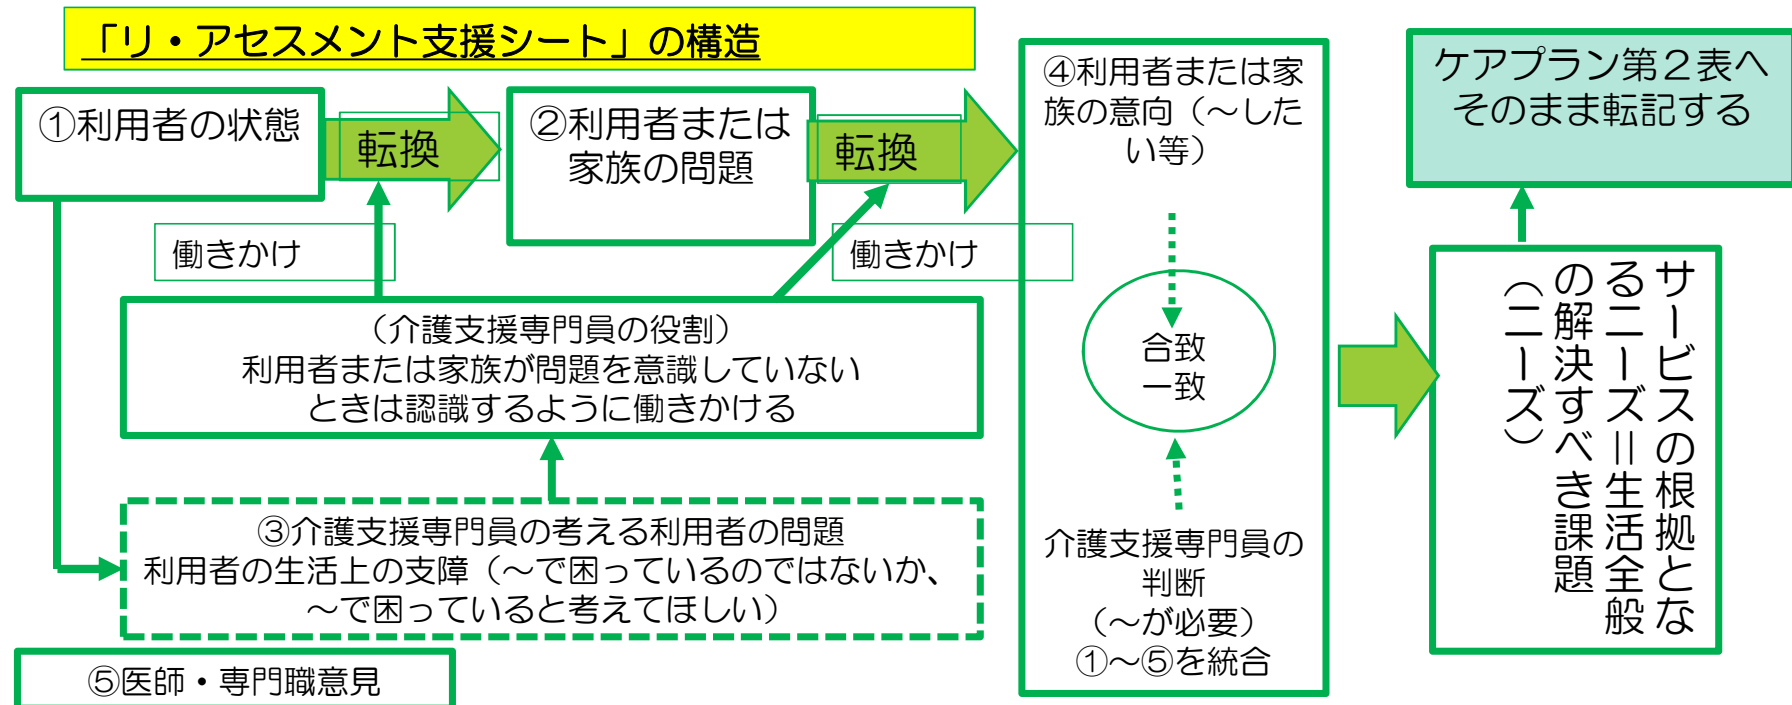 「リ・アセスメント支援シート」の構造
①利用者の状態
転換
②利用者または
家族の問題
転換
働きかけ
働きかけ
（介護支援専門員の役割）
利用者または家族が問題を意識していない
ときは認識するように働きかける
③介護支援専門員の考える利用者の問題
利用者の生活上の支障（～で困っているのではないか、
～で困っていると考えてほしい）
⑤医師・専門職意見
④利用者または家
族の意向（～した
い等）
合致
一致
介護支援専門員の
判断
（～が必要）
①～⑤を統合
サービスの根拠とな
るニーズ＝生活全般
の解決すべき課題
（ニーズ）
ケアプラン第２表へ
そのまま転記する